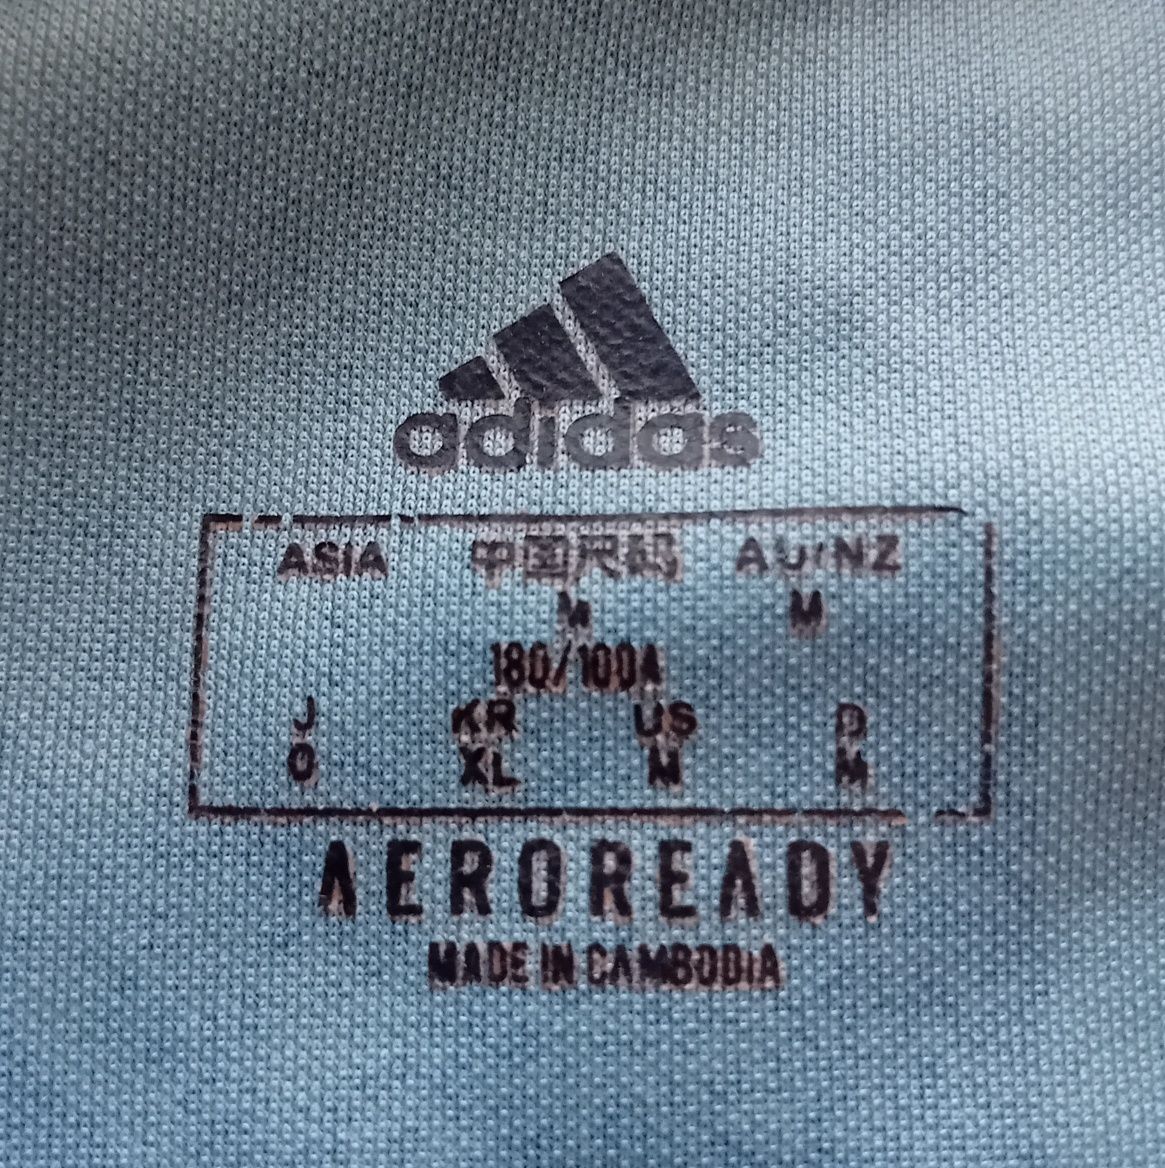 adidas
ASIA 中国尺码 AU/NZ
M M
180/100A
J KR US D
O XL M M
AEROREADY
MADE IN CAMBODIA